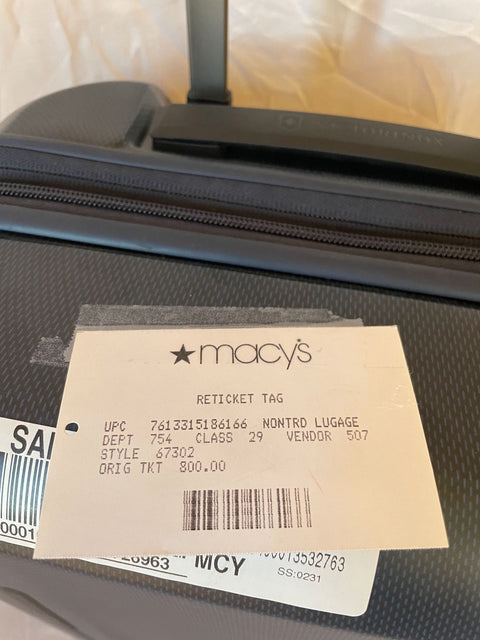 VICTORINOX
★macy's
RETICKET TAG
UPC 7613315186166 NONTRD LUGAGE
DEPT 754 CLASS 29 VENDOR 507
STYLE 67302
ORIG TKT 800.00
MCY
SS:0231